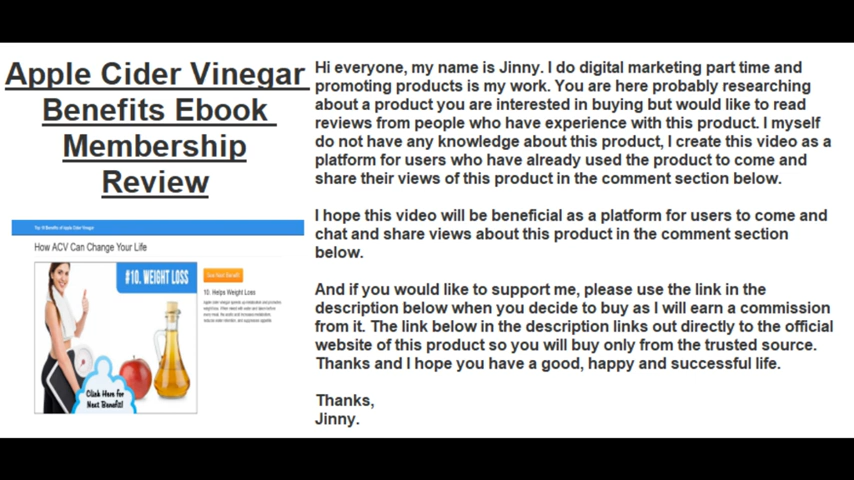 Apple Cider Vinegar
Benefits Ebook
Membership
Review
Top 10 Benefits of Apple Cider Vinegar
How ACV Can Change Your Life
#10. WEIGHT LOSS
See Next Benefit!
10. Helps Weight Loss
Click Here for
Next Benefit!
Hi everyone, my name is Jinny. I do digital marketing part time and
promoting products is my work. You are here probably researching
about a product you are interested in buying but would like to read
reviews from people who have experience with this product. I myself
do not have any knowledge about this product, I create this video as a
platform for users who have already used the product to come and
share their views of this product in the comment section below.
I hope this video will be beneficial as a platform for users to come and
chat and share views about this product in the comment section
below.
And if you would like to support me, please use the link in the
description below when you decide to buy as I will earn a commission
from it. The link below in the description links out directly to the official
website of this product so you will buy only from the trusted source.
Thanks and I hope you have a good, happy and successful life.
Thanks,
Jinny.